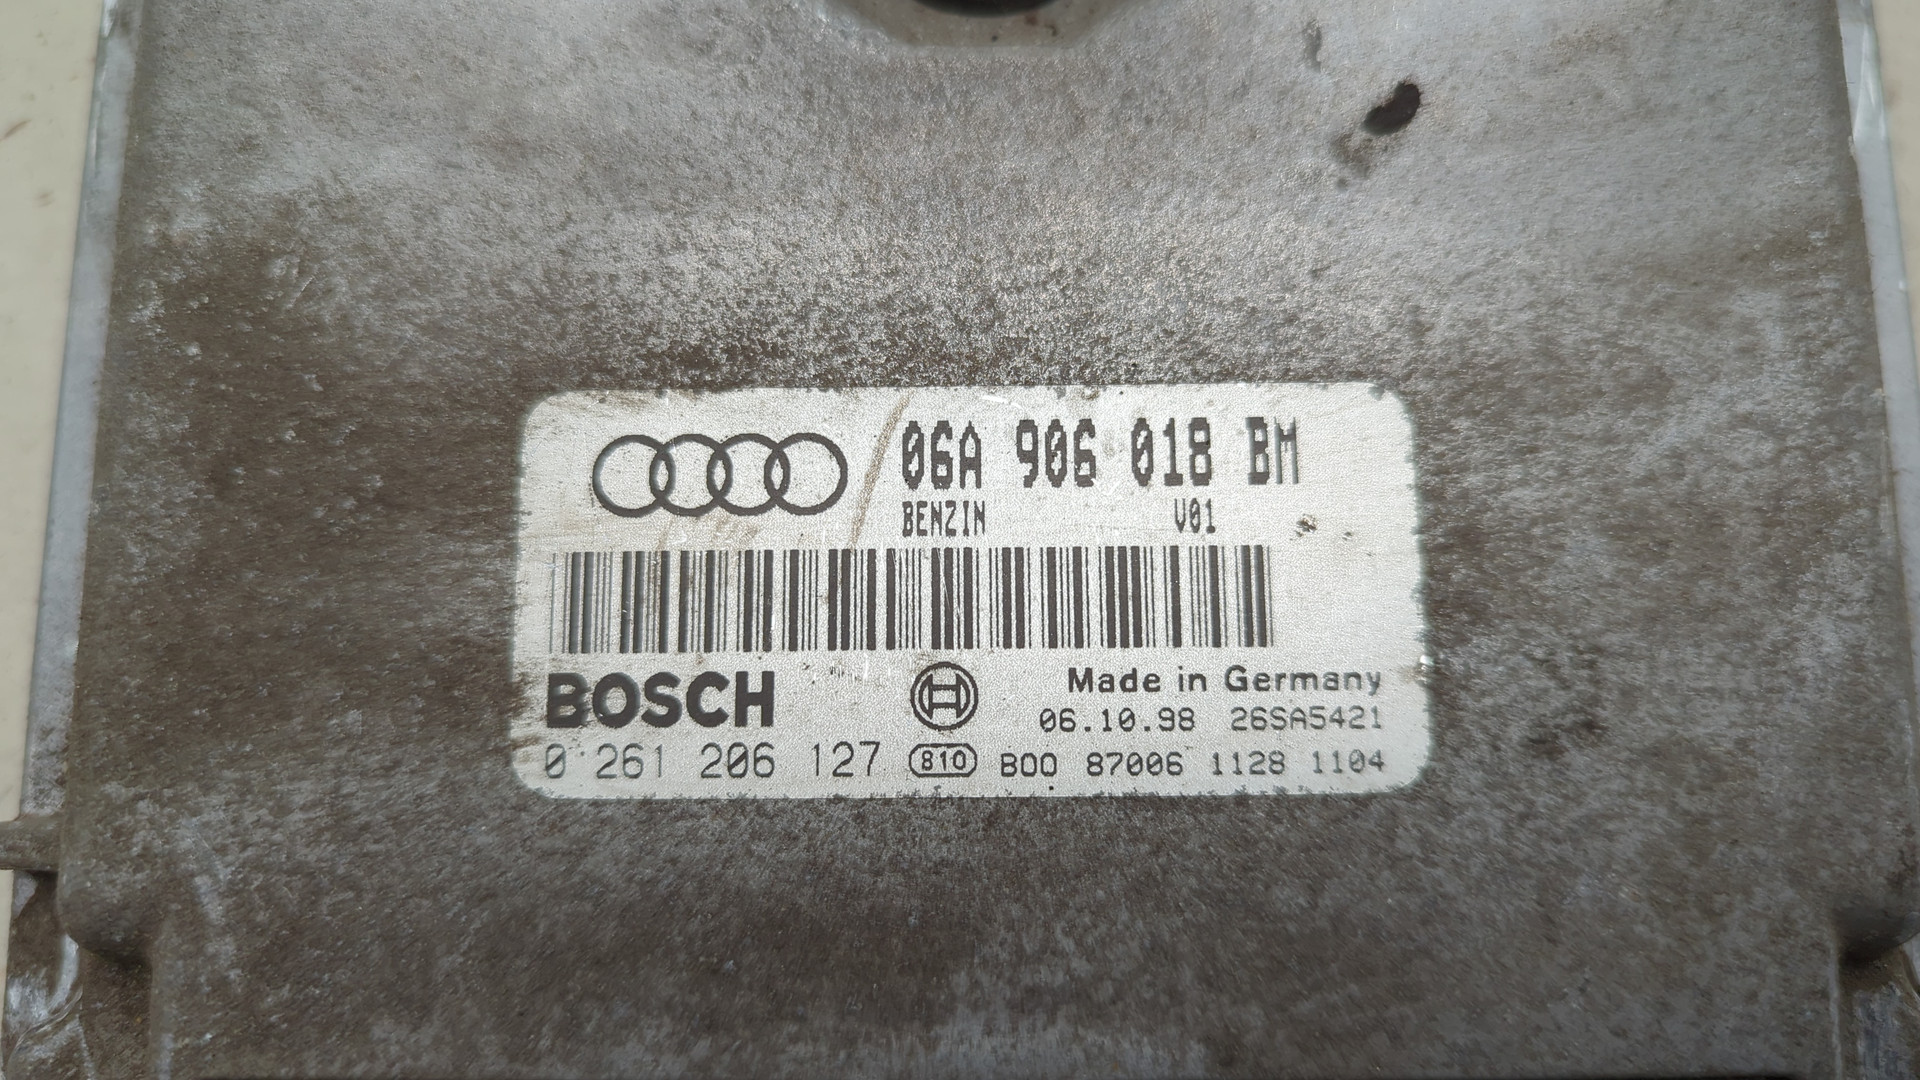 06A 906 018 BM
BENZIN V01
BOSCH
Made in Germany
06.10.98 26SA5421
0 261 206 127 810 B00 87006 1128 1104